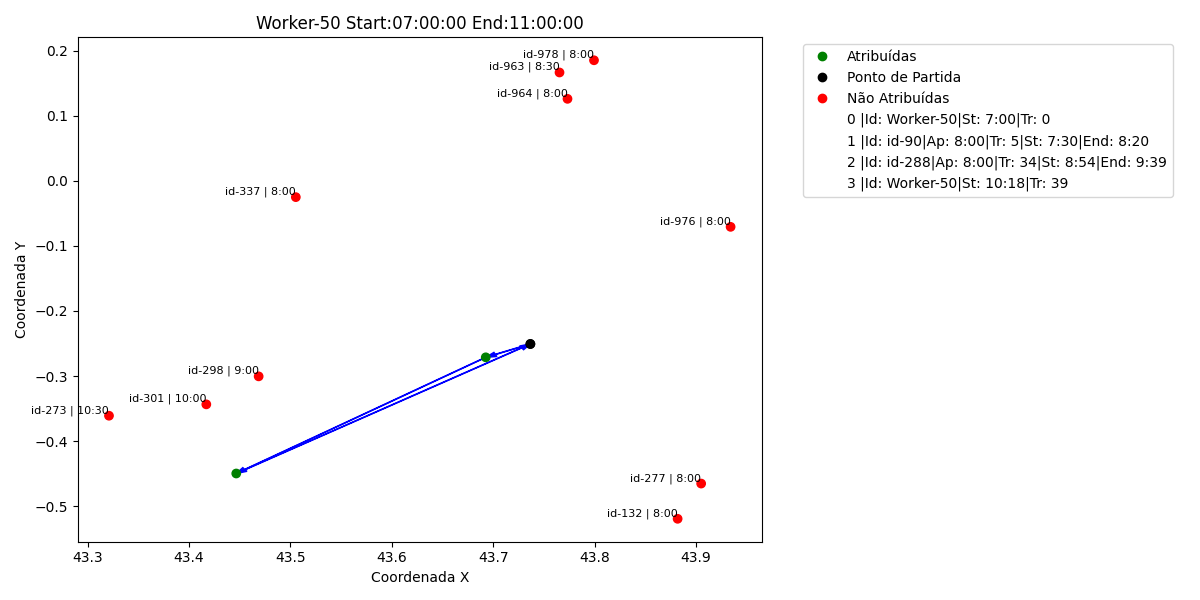 Worker-50 Start:07:00:00 End:11:00:00
id-978 | 8:00
id-963 | 8:30
id-964 | 8:00
id-337 | 8:00
id-976 | 8:00
id-298 | 9:00
id-301 | 10:00
id-273 | 10:30
id-277 | 8:00
id-132 | 8:00
0.2
0.1
0.0
−0.1
−0.2
−0.3
−0.4
−0.5
Coordenada Y
43.3 43.4 43.5 43.6 43.7 43.8 43.9
Coordenada X
Atribuídas
Ponto de Partida
Não Atribuídas
0 |Id: Worker-50|St: 7:00|Tr: 0
1 |Id: id-90|Ap: 8:00|Tr: 5|St: 7:30|End: 8:20
2 |Id: id-288|Ap: 8:00|Tr: 34|St: 8:54|End: 9:39
3 |Id: Worker-50|St: 10:18|Tr: 39